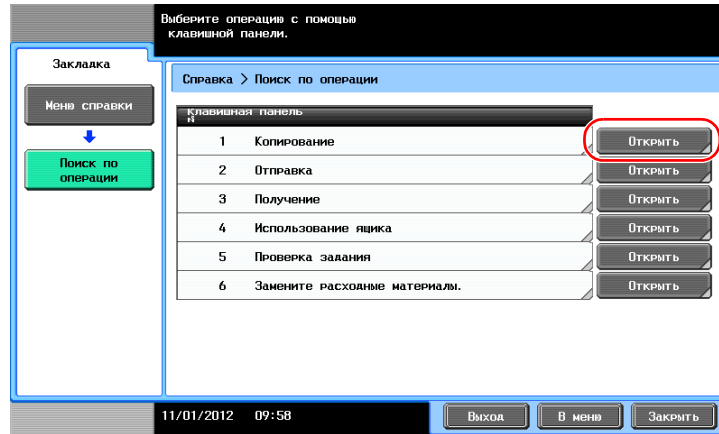 Выберите операцию с помощью
клавишной панели.
Закладка
Справка > Поиск по операции
Меню справки
Клавишная панель
1 Копирование Открыть
Поиск по
операции
2 Отправка Открыть
3 Получение Открыть
4 Использование ящика Открыть
5 Проверка задания Открыть
6 Замените расходные материалы. Открыть
11/01/2012 09:58 Выход В меню Закрыть